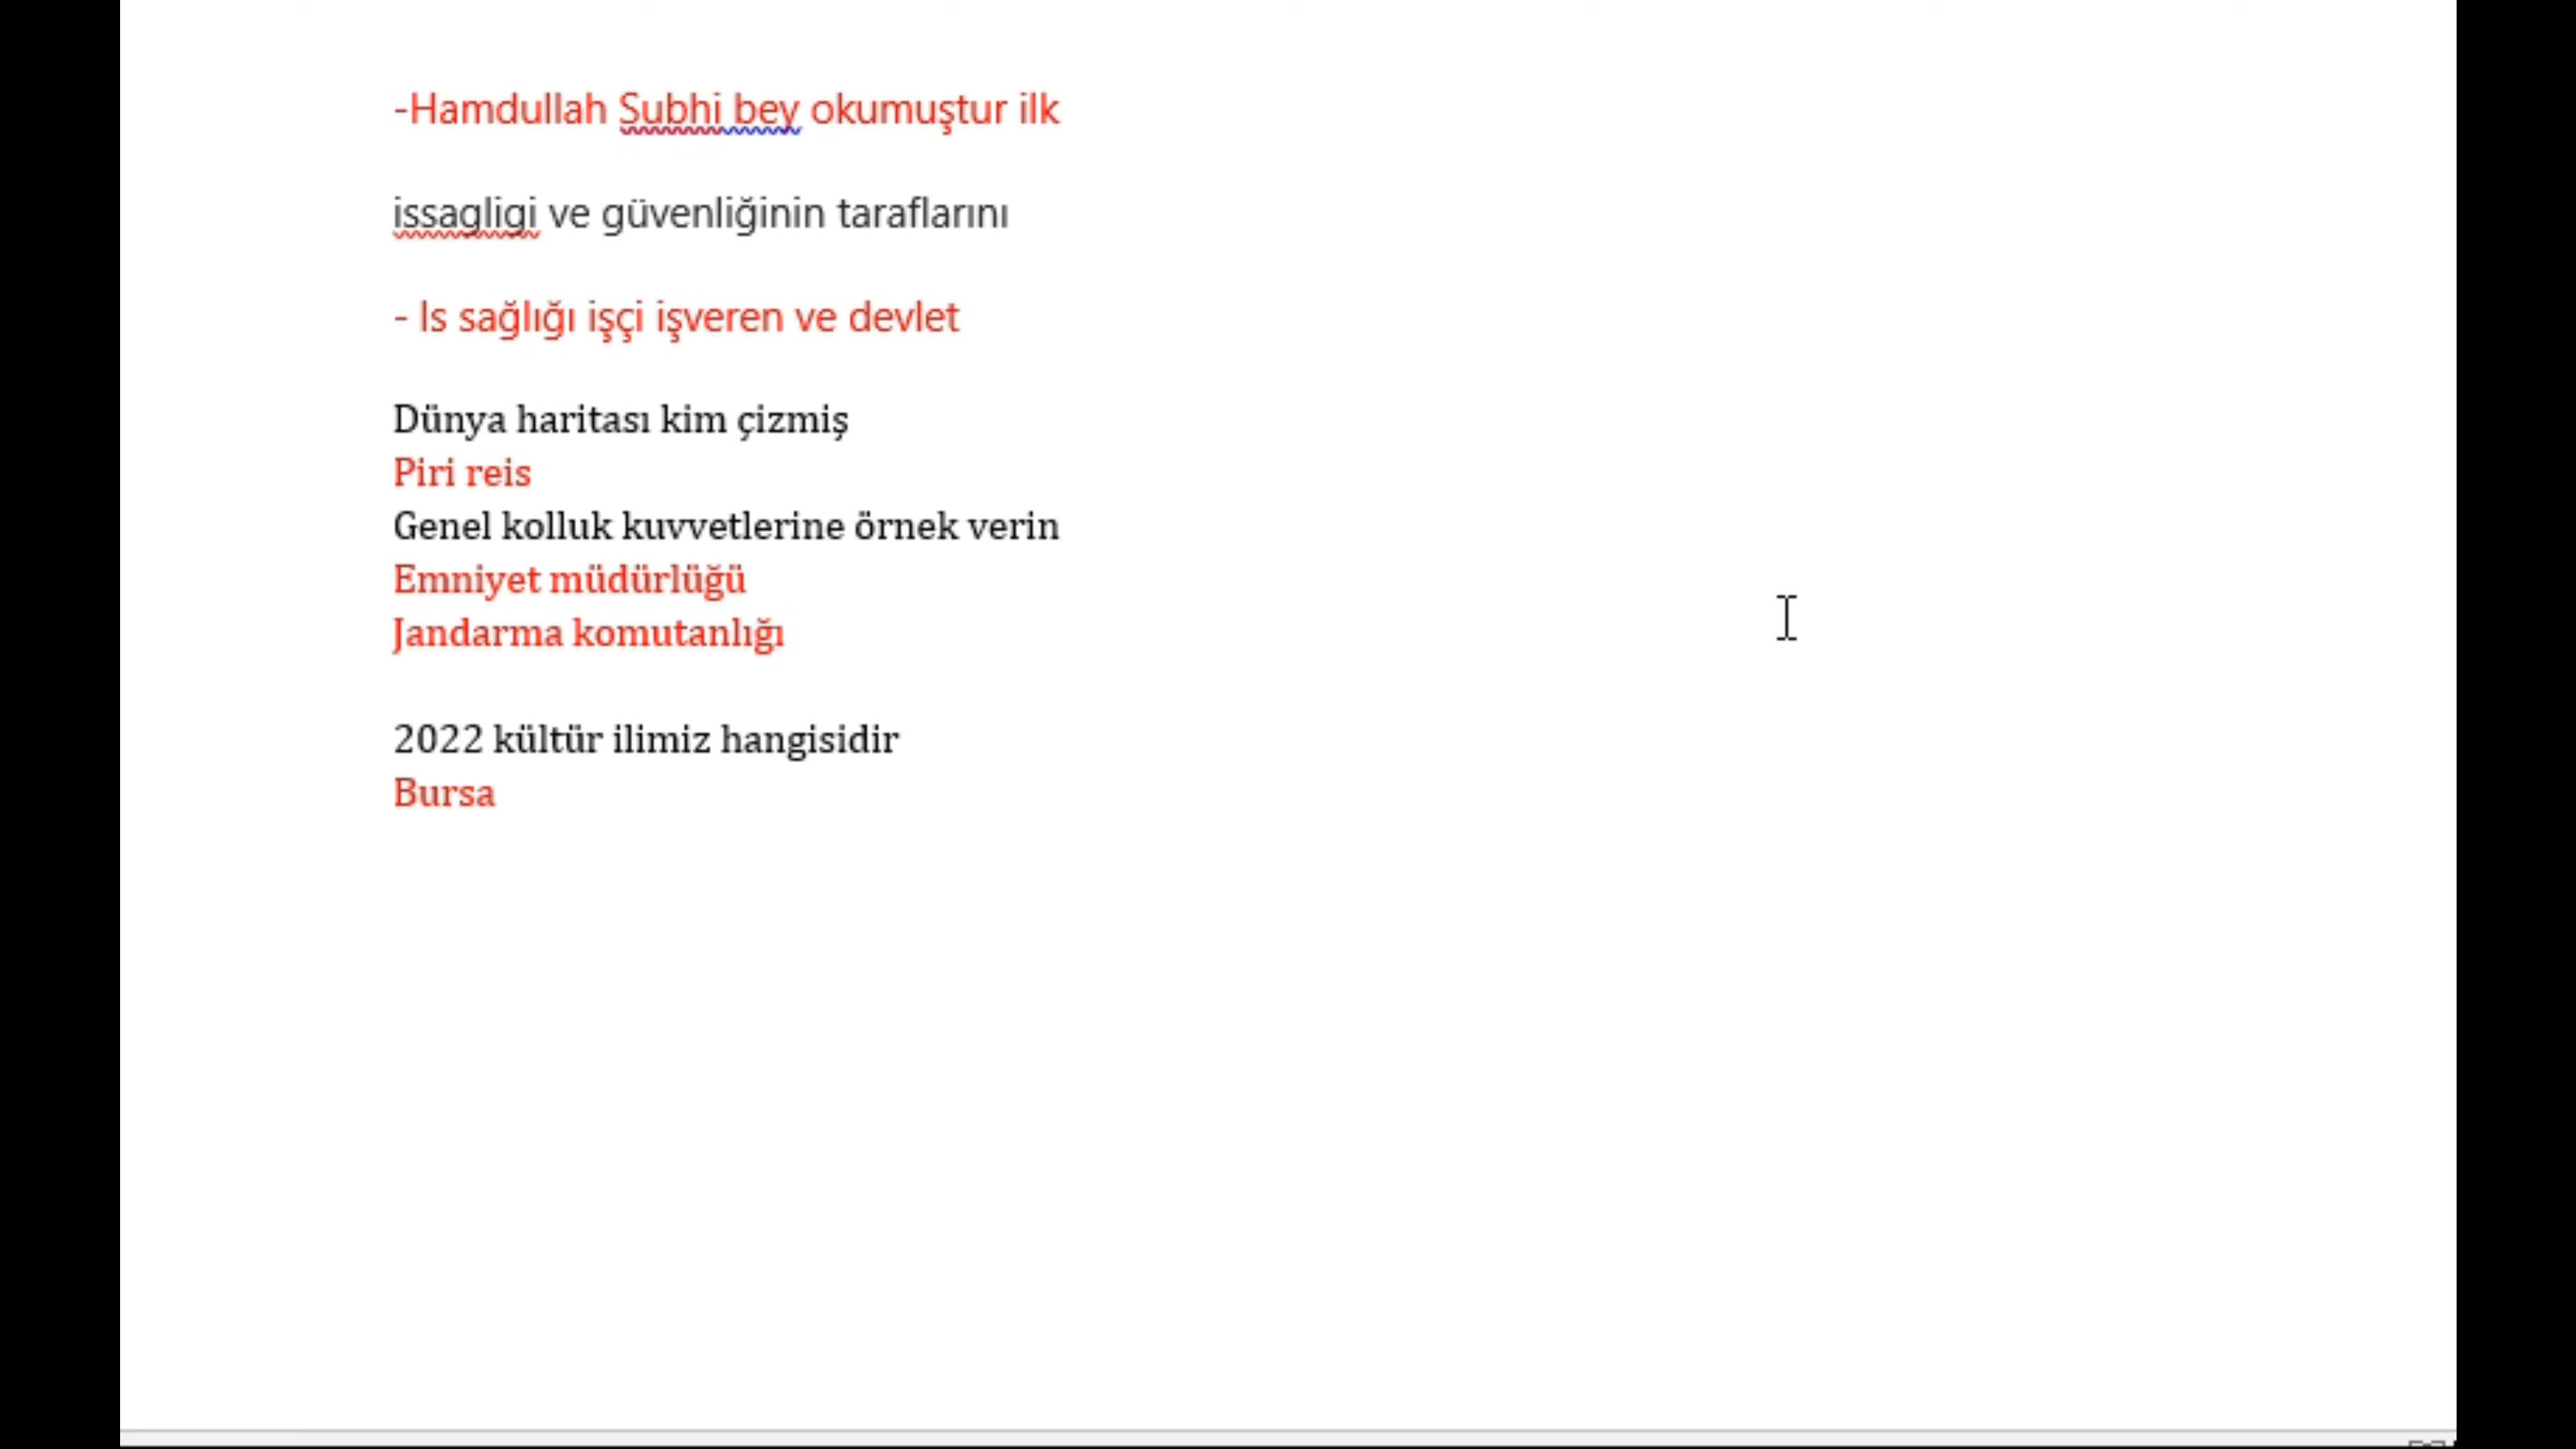 -Hamdullah Subhi bey okumuştur ilk
issagligi ve güvenliğinin taraflarını
- Is sağlığı işçi işveren ve devlet
Dünya haritası kim çizmiş
Piri reis
Genel kolluk kuvvetlerine örnek verin
Emniyet müdürlüğü
Jandarma komutanlığı
2022 kültür ilimiz hangisidir
Bursa